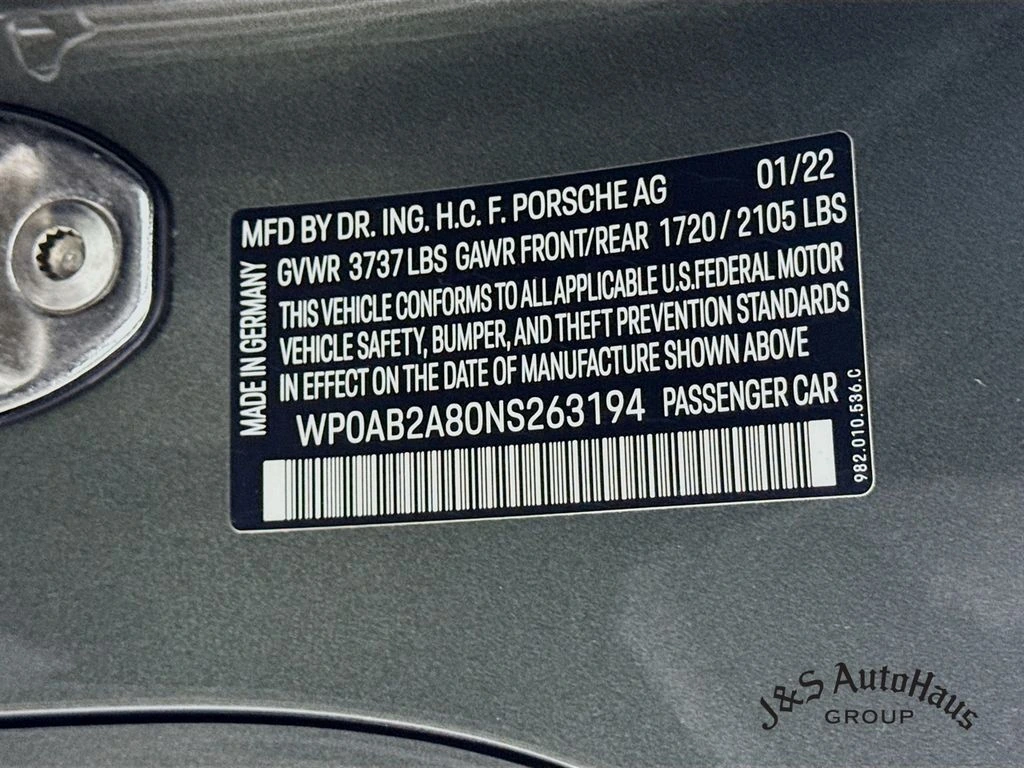 MFD BY DR. ING. H.C. F. PORSCHE AG 01/22
GVWR 3737 LBS GAWR FRONT/REAR 1720 / 2105 LBS
THIS VEHICLE CONFORMS TO ALL APPLICABLE U.S.FEDERAL MOTOR
VEHICLE SAFETY, BUMPER, AND THEFT PREVENTION STANDARDS
IN EFFECT ON THE DATE OF MANUFACTURE SHOWN ABOVE
WP0AB2A80NS263194 PASSENGER CAR
MADE IN GERMANY
982.010.536.C
J&S AutoHaus
GROUP